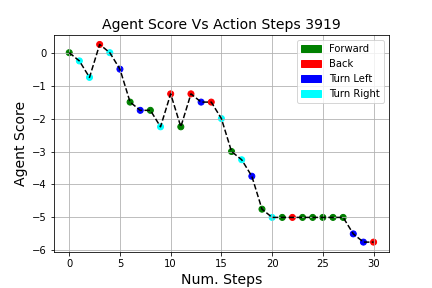 Agent Score Vs Action Steps 3919
Forward
Back
Turn Left
Turn Right
Agent Score
0
−1
−2
−3
−4
−5
−6
0 5 10 15 20 25 30
Num. Steps